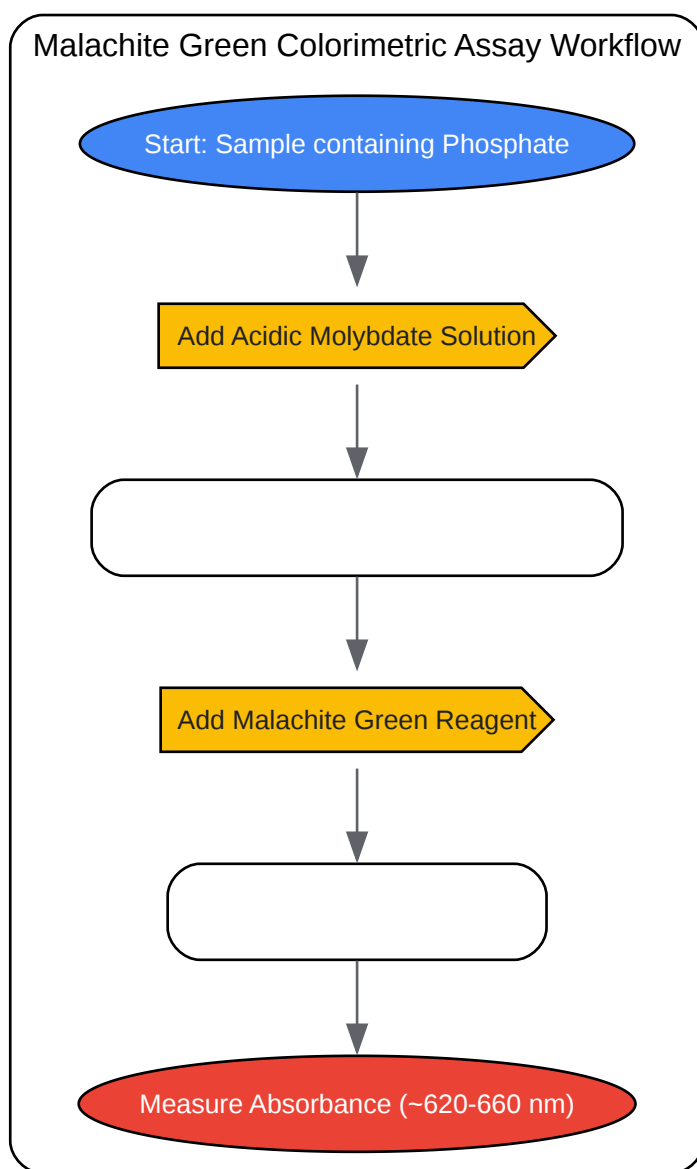 Malachite Green Colorimetric Assay Workflow
Start: Sample containing Phosphate
Add Acidic Molybdate Solution
Add Malachite Green Reagent
Measure Absorbance (~620-660 nm)